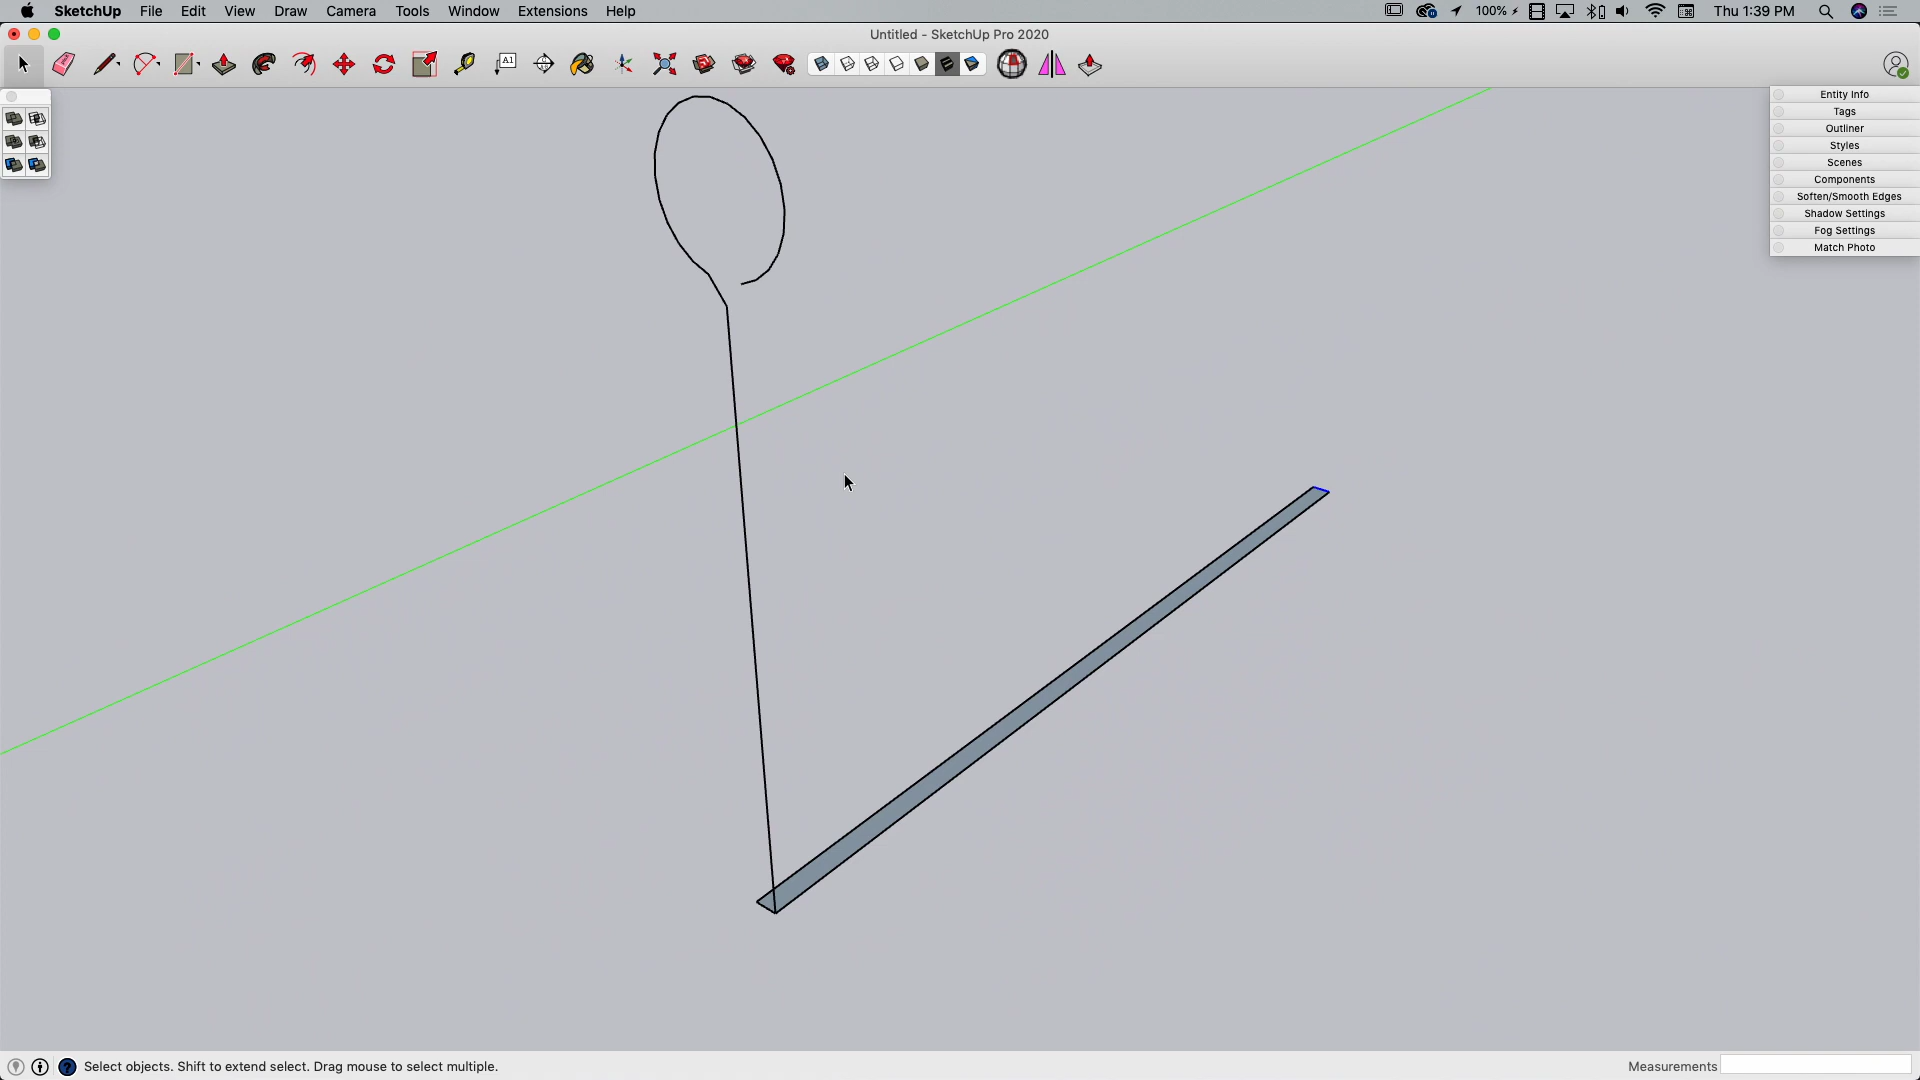 SketchUp File Edit View Draw Camera Tools Window Extensions Help 100% Thu 1:39 PM
Untitled - SketchUp Pro 2020
A1
Entity Info
Tags
Outliner
Styles
Scenes
Components
Soften/Smooth Edges
Shadow Settings
Fog Settings
Match Photo
Select objects. Shift to extend select. Drag mouse to select multiple. Measurements